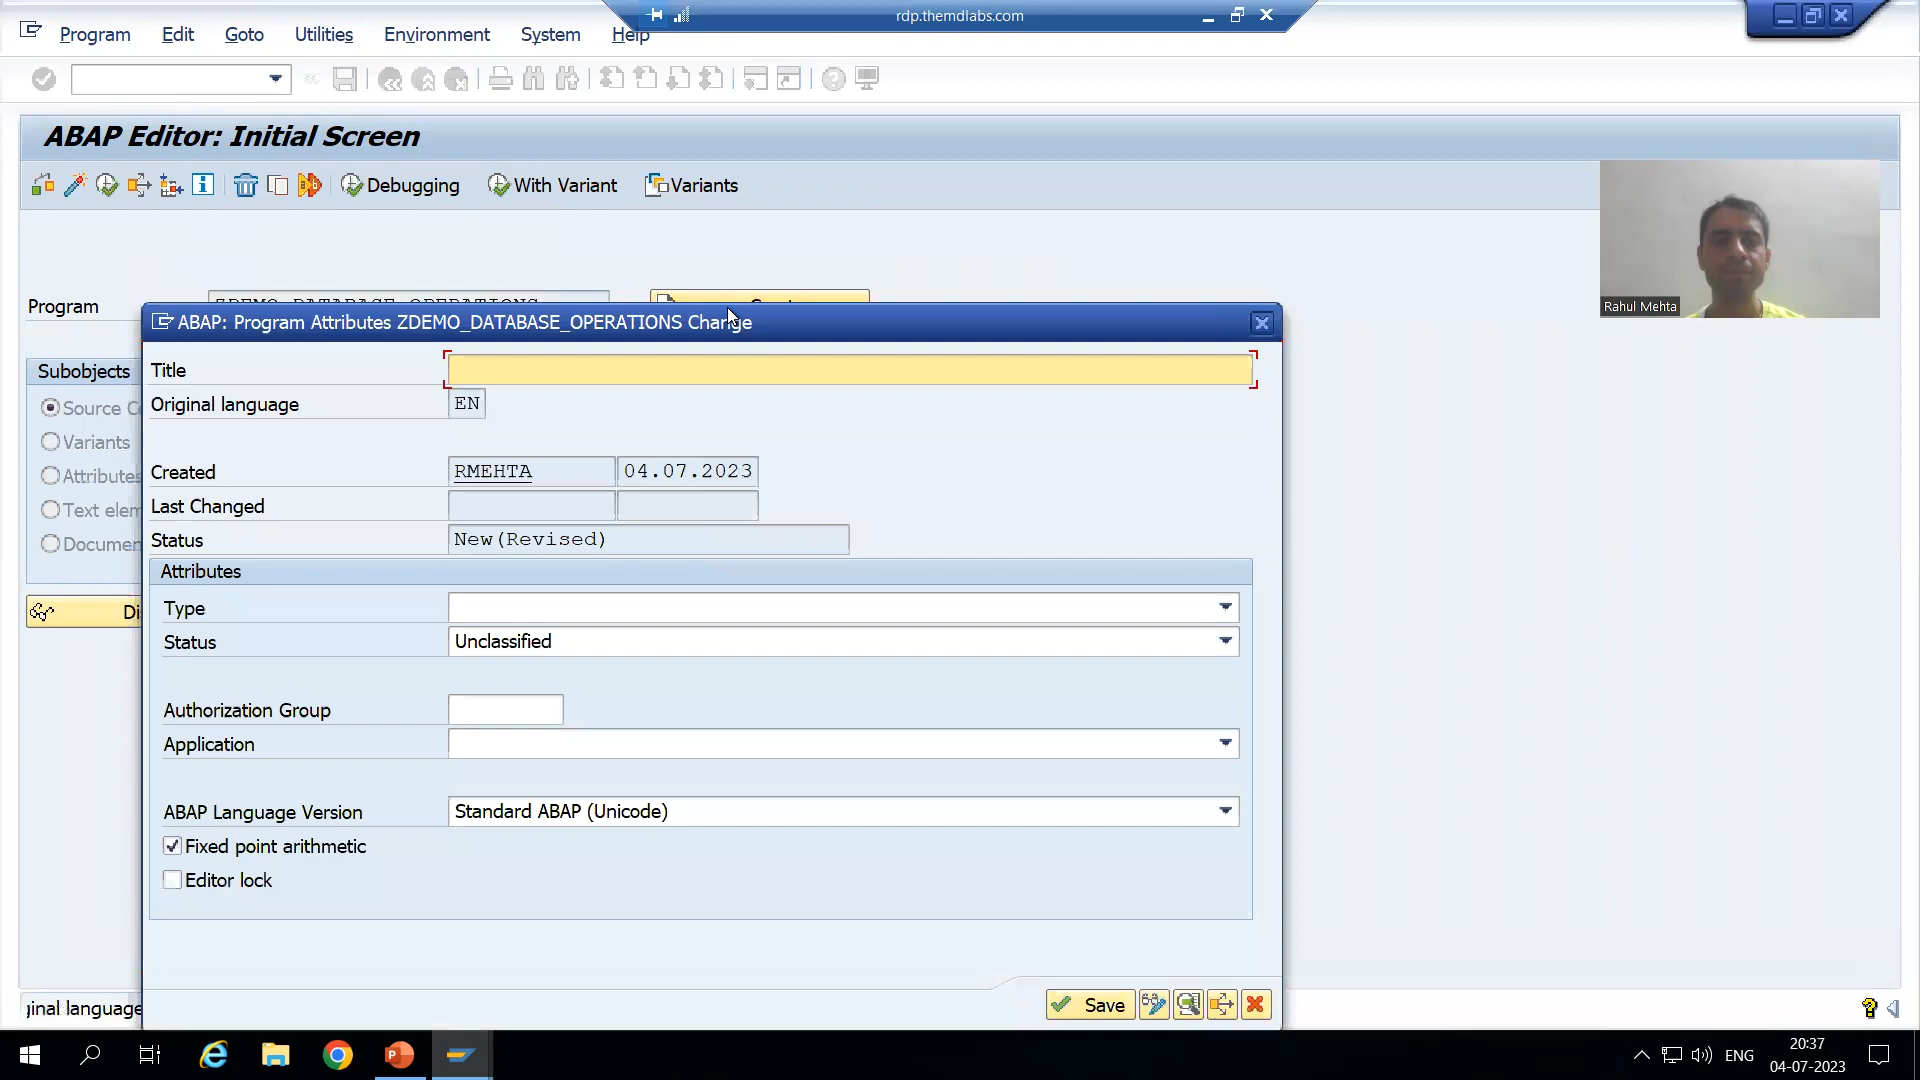 rdp.themdlabs.com
Program Edit Goto Utilities Environment System Help
ABAP Editor: Initial Screen
Debugging With Variant Variants
Rahul Mehta
Program ZDEMO_DATABASE_OPERATIONS Create
ABAP: Program Attributes ZDEMO_DATABASE_OPERATIONS Change
Subobjects
Title
Source C
Original language EN
Variants
Created RMEHTA 04.07.2023
Attributes
Last Changed
Text elem
Status New(Revised)
Documen
Attributes
Type
Di
Status Unclassified
Authorization Group
Application
ABAP Language Version Standard ABAP (Unicode)
Fixed point arithmetic
Editor lock
Save
ginal language
ENG
20:37
04-07-2023